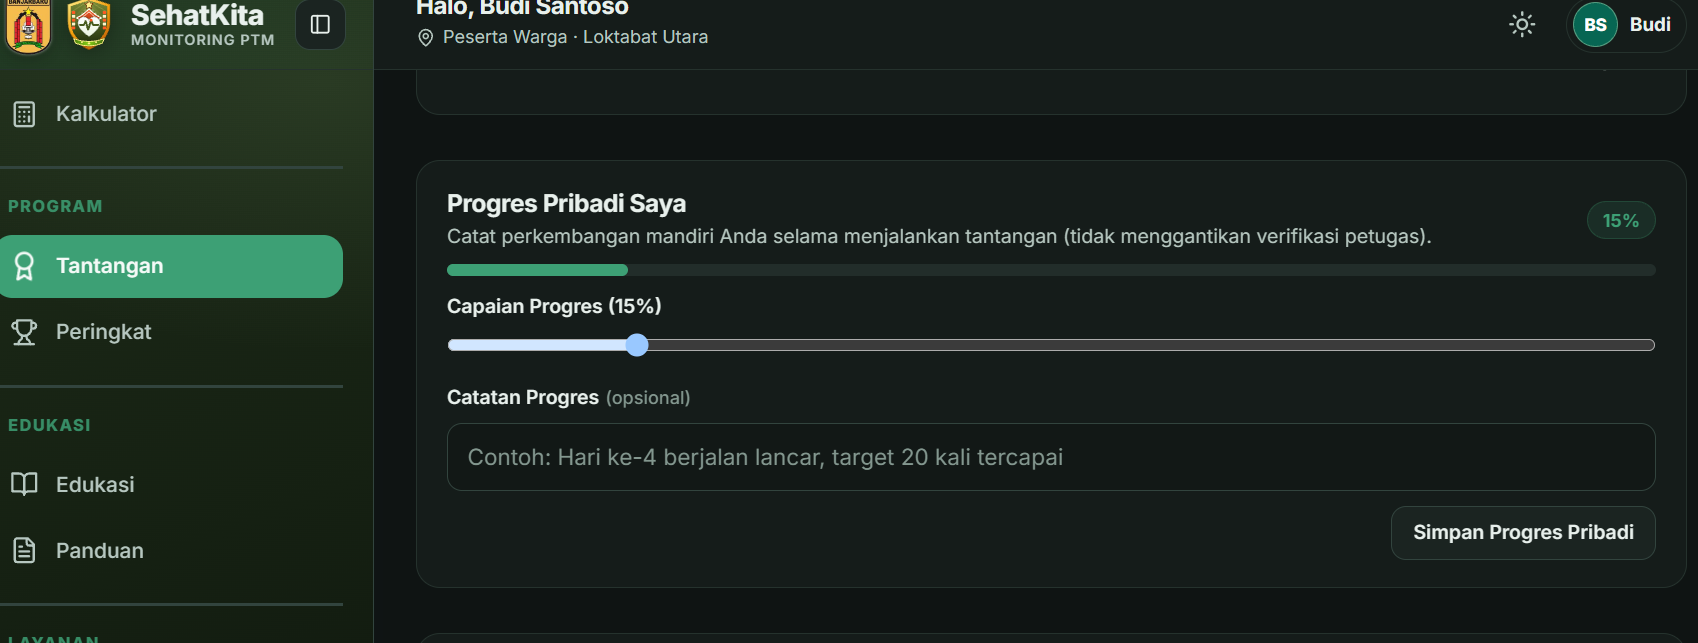 BANJARBARU
SehatKita
MONITORING PTM
Halo, Budi Santoso
Peserta Warga · Loktabat Utara
BS
Budi
Kalkulator
PROGRAM
Tantangan
Peringkat
EDUKASI
Edukasi
Panduan
LAYANAN
Progres Pribadi Saya
Catat perkembangan mandiri Anda selama menjalankan tantangan (tidak menggantikan verifikasi petugas).
15%
Capaian Progres (15%)
Catatan Progres (opsional)
Contoh: Hari ke-4 berjalan lancar, target 20 kali tercapai
Simpan Progres Pribadi